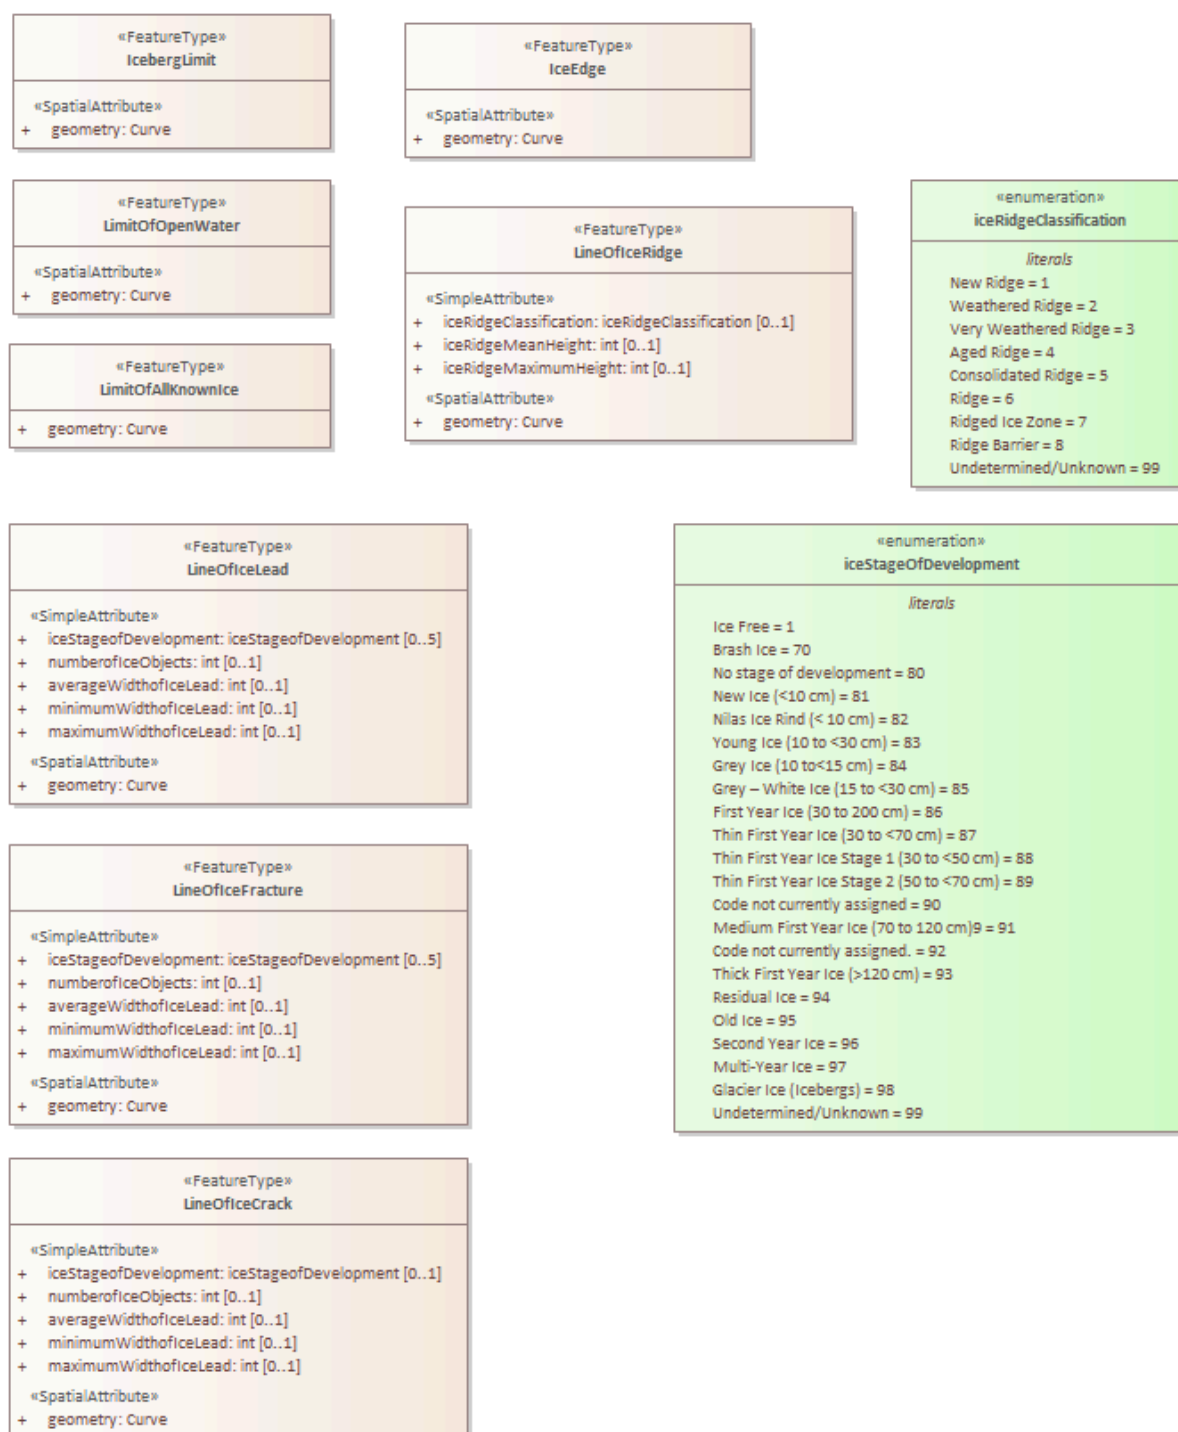 «FeatureType»
IcebergLimit
«SpatialAttribute»
+ geometry: Curve
«FeatureType»
IceEdge
«SpatialAttribute»
+ geometry: Curve
«FeatureType»
LimitOfOpenWater
«SpatialAttribute»
+ geometry: Curve
«FeatureType»
LineOfIceRidge
«SimpleAttribute»
+ iceRidgeClassification: iceRidgeClassification [0..1]
+ iceRidgeMeanHeight: int [0..1]
+ iceRidgeMaximumHeight: int [0..1]
«SpatialAttribute»
+ geometry: Curve
«enumeration»
iceRidgeClassification
literals
New Ridge = 1
Weathered Ridge = 2
Very Weathered Ridge = 3
Aged Ridge = 4
Consolidated Ridge = 5
Ridge = 6
Ridged Ice Zone = 7
Ridge Barrier = 8
Undetermined/Unknown = 99
«FeatureType»
LimitOfAllKnownIce
+ geometry: Curve
«FeatureType»
LineOfIceLead
«SimpleAttribute»
+ iceStageofDevelopment: iceStageofDevelopment [0..5]
+ numberofIceObjects: int [0..1]
+ averageWidthofIceLead: int [0..1]
+ minimumWidthofIceLead: int [0..1]
+ maximumWidthofIceLead: int [0..1]
«SpatialAttribute»
+ geometry: Curve
«enumeration»
iceStageOfDevelopment
literals
Ice Free = 1
Brash Ice = 70
No stage of development = 80
New Ice (<10 cm) = 81
Nilas Ice Rind (< 10 cm) = 82
Young Ice (10 to <30 cm) = 83
Grey Ice (10 to<15 cm) = 84
Grey – White Ice (15 to <30 cm) = 85
First Year Ice (30 to 200 cm) = 86
Thin First Year Ice (30 to <70 cm) = 87
Thin First Year Ice Stage 1 (30 to <50 cm) = 88
Thin First Year Ice Stage 2 (50 to <70 cm) = 89
Code not currently assigned = 90
Medium First Year Ice (70 to 120 cm)9 = 91
Code not currently assigned. = 92
Thick First Year Ice (>120 cm) = 93
Residual Ice = 94
Old Ice = 95
Second Year Ice = 96
Multi-Year Ice = 97
Glacier Ice (Icebergs) = 98
Undetermined/Unknown = 99
«FeatureType»
LineOfIceFracture
«SimpleAttribute»
+ iceStageofDevelopment: iceStageofDevelopment [0..5]
+ numberofIceObjects: int [0..1]
+ averageWidthofIceLead: int [0..1]
+ minimumWidthofIceLead: int [0..1]
+ maximumWidthofIceLead: int [0..1]
«SpatialAttribute»
+ geometry: Curve
«FeatureType»
LineOfIceCrack
«SimpleAttribute»
+ iceStageofDevelopment: iceStageofDevelopment [0..1]
+ numberofIceObjects: int [0..1]
+ averageWidthofIceLead: int [0..1]
+ minimumWidthofIceLead: int [0..1]
+ maximumWidthofIceLead: int [0..1]
«SpatialAttribute»
+ geometry: Curve